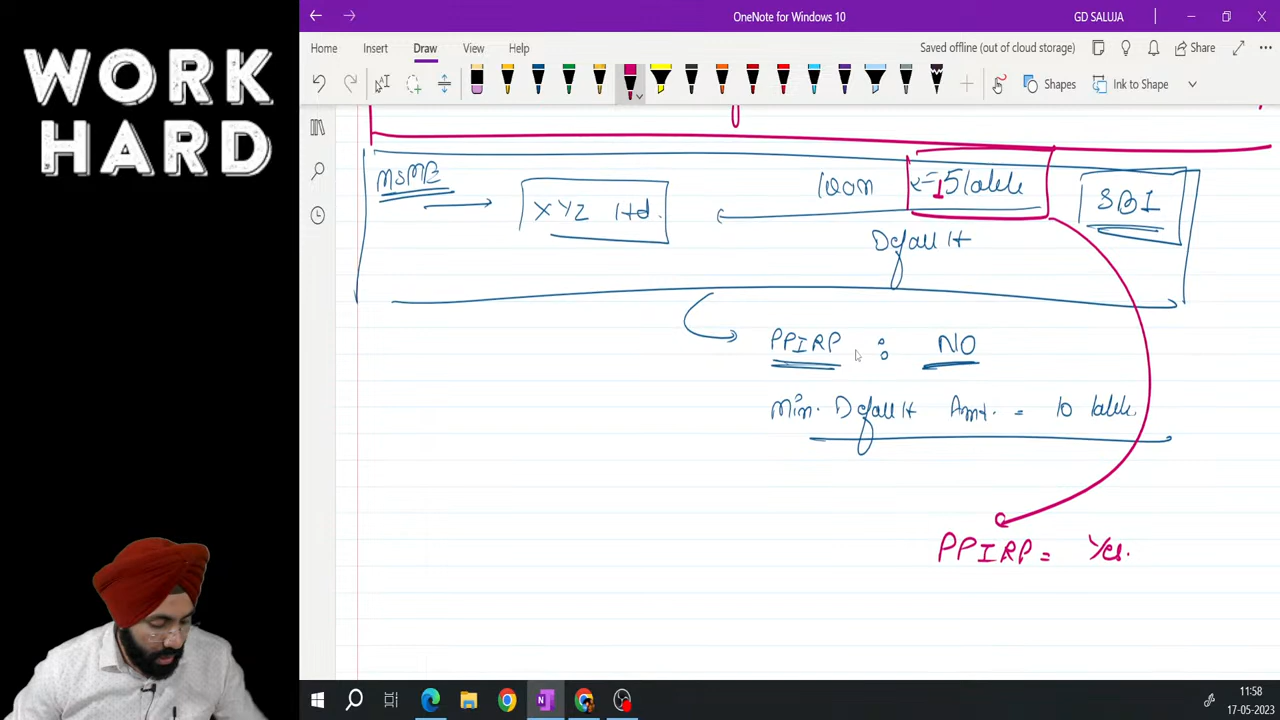 WORK
HARD
OneNote for Windows 10
GD SALUJA
Home Insert Draw View Help
Saved offline (out of cloud storage)
Share
Shapes
Ink to Shape
MSME
XYZ Ltd.
Loan
₹=15 lakh
SBI
Default
PPIRP : NO
Min. Default Amt. = 10 lakh
PPIRP = Yes.
11:58
17-05-2023